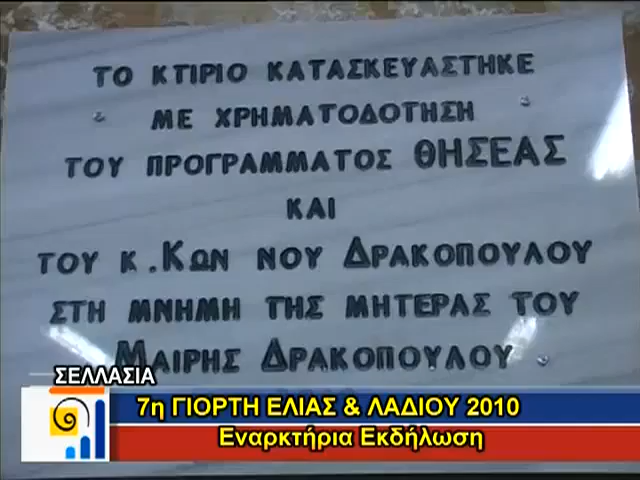 ΤΟ ΚΤΙΡΙΟ ΚΑΤΑΣΚΕΥΑΣΤΗΚΕ
ΜΕ ΧΡΗΜΑΤΟΔΟΤΗΣΗ
ΤΟΥ ΠΡΟΓΡΑΜΜΑΤΟΣ ΘΗΣΕΑΣ
ΚΑΙ
ΤΟΥ Κ.ΚΩΝ ΝΟΥ ΔΡΑΚΟΠΟΥΛΟΥ
ΣΤΗ ΜΝΗΜΗ ΤΗΣ ΜΗΤΕΡΑΣ ΤΟΥ
ΜΑΙΡΗΣ ΔΡΑΚΟΠΟΥΛΟΥ
ΣΕΛΛΑΣΙΑ
7η ΓΙΟΡΤΗ ΕΛΙΑΣ & ΛΑΔΙΟΥ 2010
Εναρκτήρια Εκδήλωση